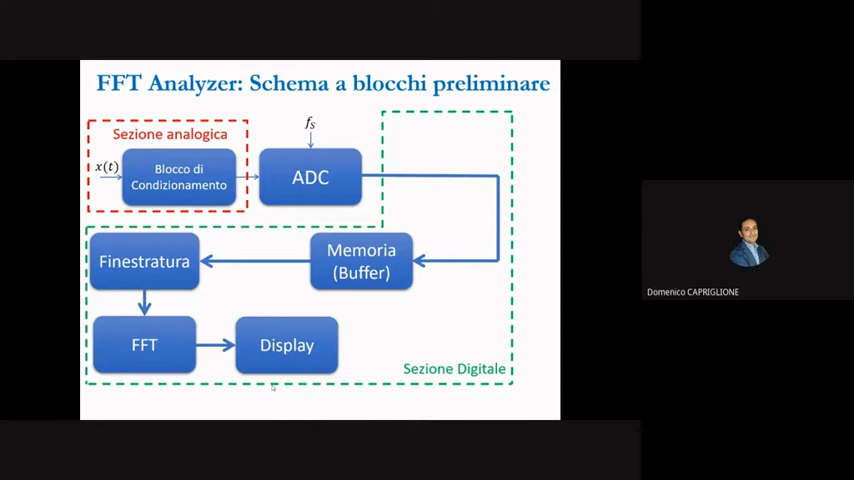 FFT Analyzer: Schema a blocchi preliminare
Sezione analogica
x(t)
Blocco di
Condizionamento
f_S
ADC
Finestratura
Memoria
(Buffer)
FFT
Display
Sezione Digitale
Domenico CAPRIGLIONE